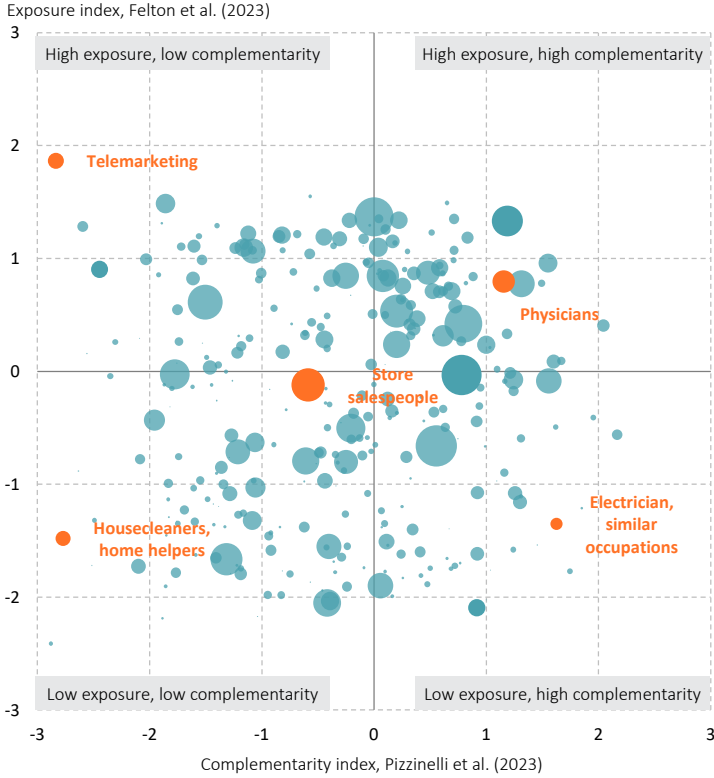 Exposure index, Felton et al. (2023)
3
High exposure, low complementarity
High exposure, high complementarity
2
Telemarketing
1
Physicians
0
Store
salespeople
-1
Housecleaners,
home helpers
Electrician,
similar
occupations
-2
Low exposure, low complementarity
Low exposure, high complementarity
-3
-3 -2 -1 0 1 2 3
Complementarity index, Pizzinelli et al. (2023)